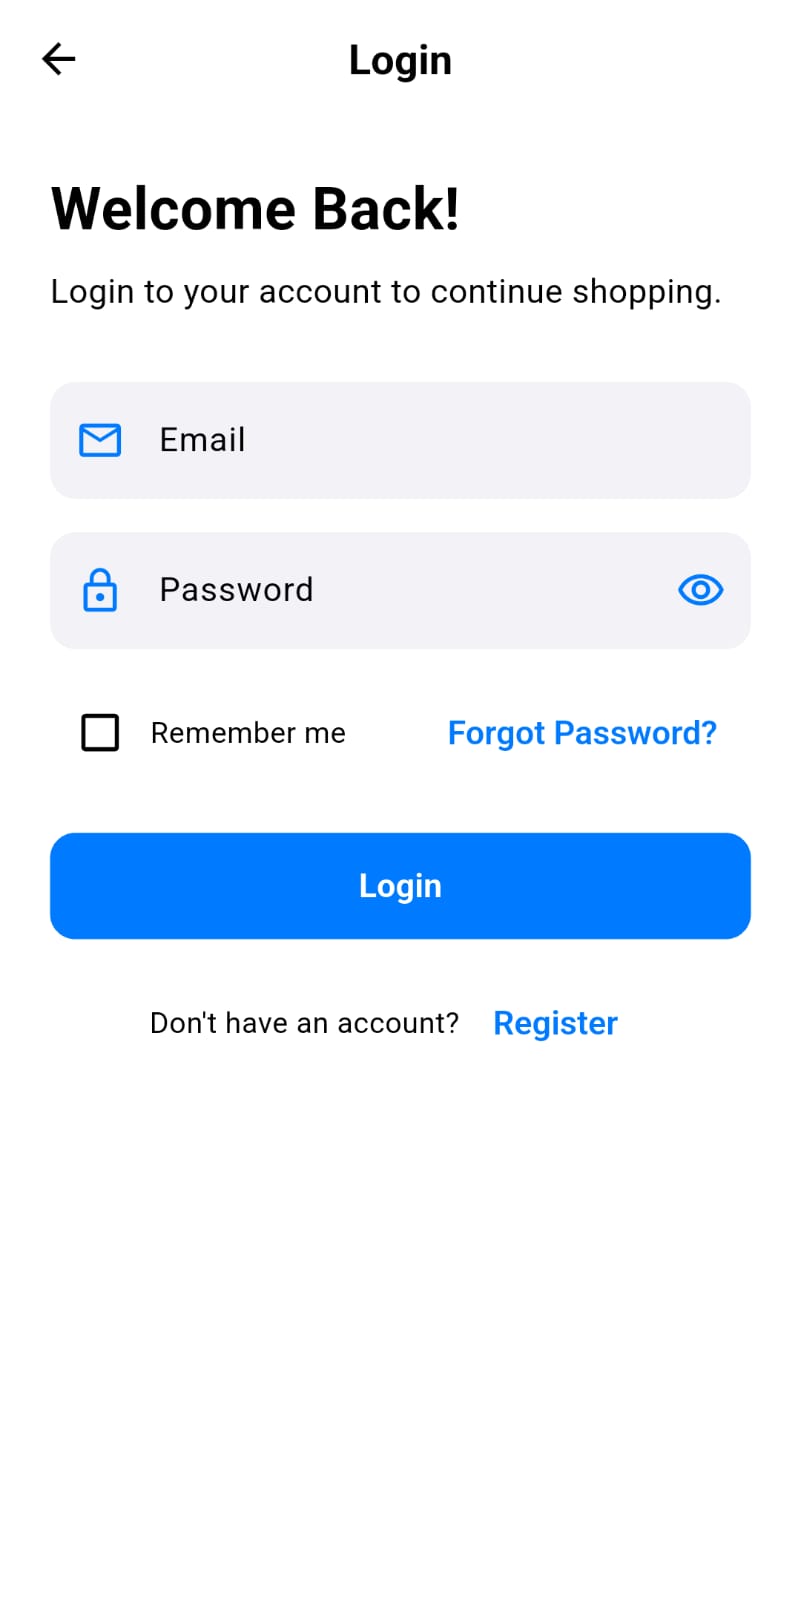 Login
Welcome Back!
Login to your account to continue shopping.
Email
Password
Remember me Forgot Password?
Login
Don't have an account? Register